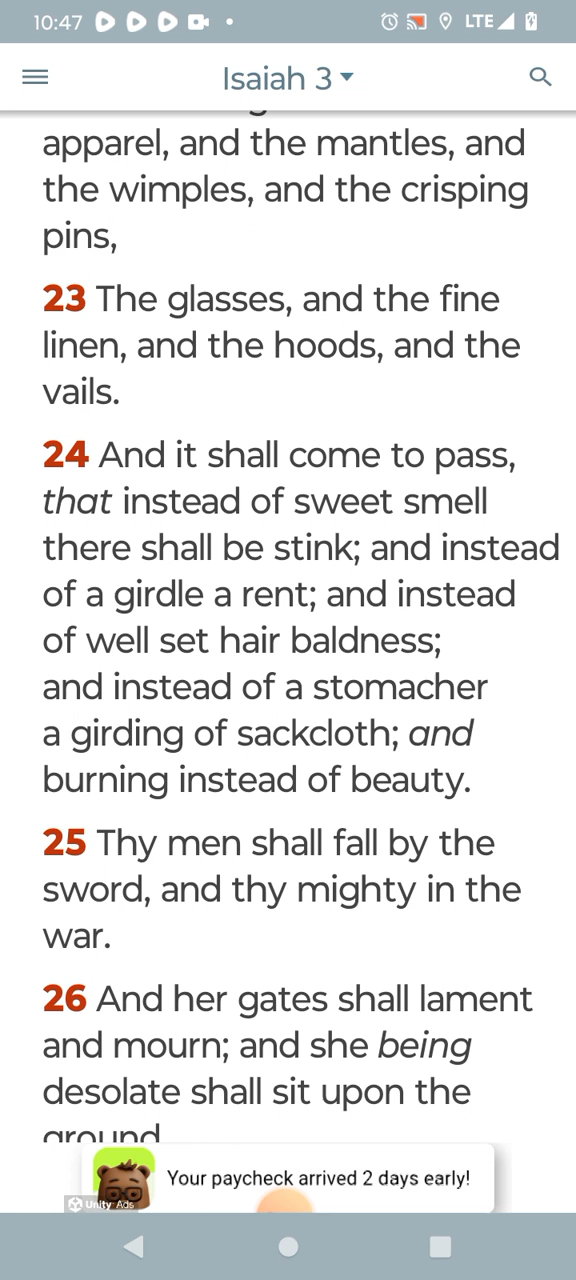 10:47
LTE
Isaiah 3
apparel, and the mantles, and
the wimples, and the crisping
pins,
23 The glasses, and the fine
linen, and the hoods, and the
vails.
24 And it shall come to pass,
that instead of sweet smell
there shall be stink; and instead
of a girdle a rent; and instead
of well set hair baldness;
and instead of a stomacher
a girding of sackcloth; and
burning instead of beauty.
25 Thy men shall fall by the
sword, and thy mighty in the
war.
26 And her gates shall lament
and mourn; and she being
desolate shall sit upon the
ground
Your paycheck arrived 2 days early!
Unity Ads